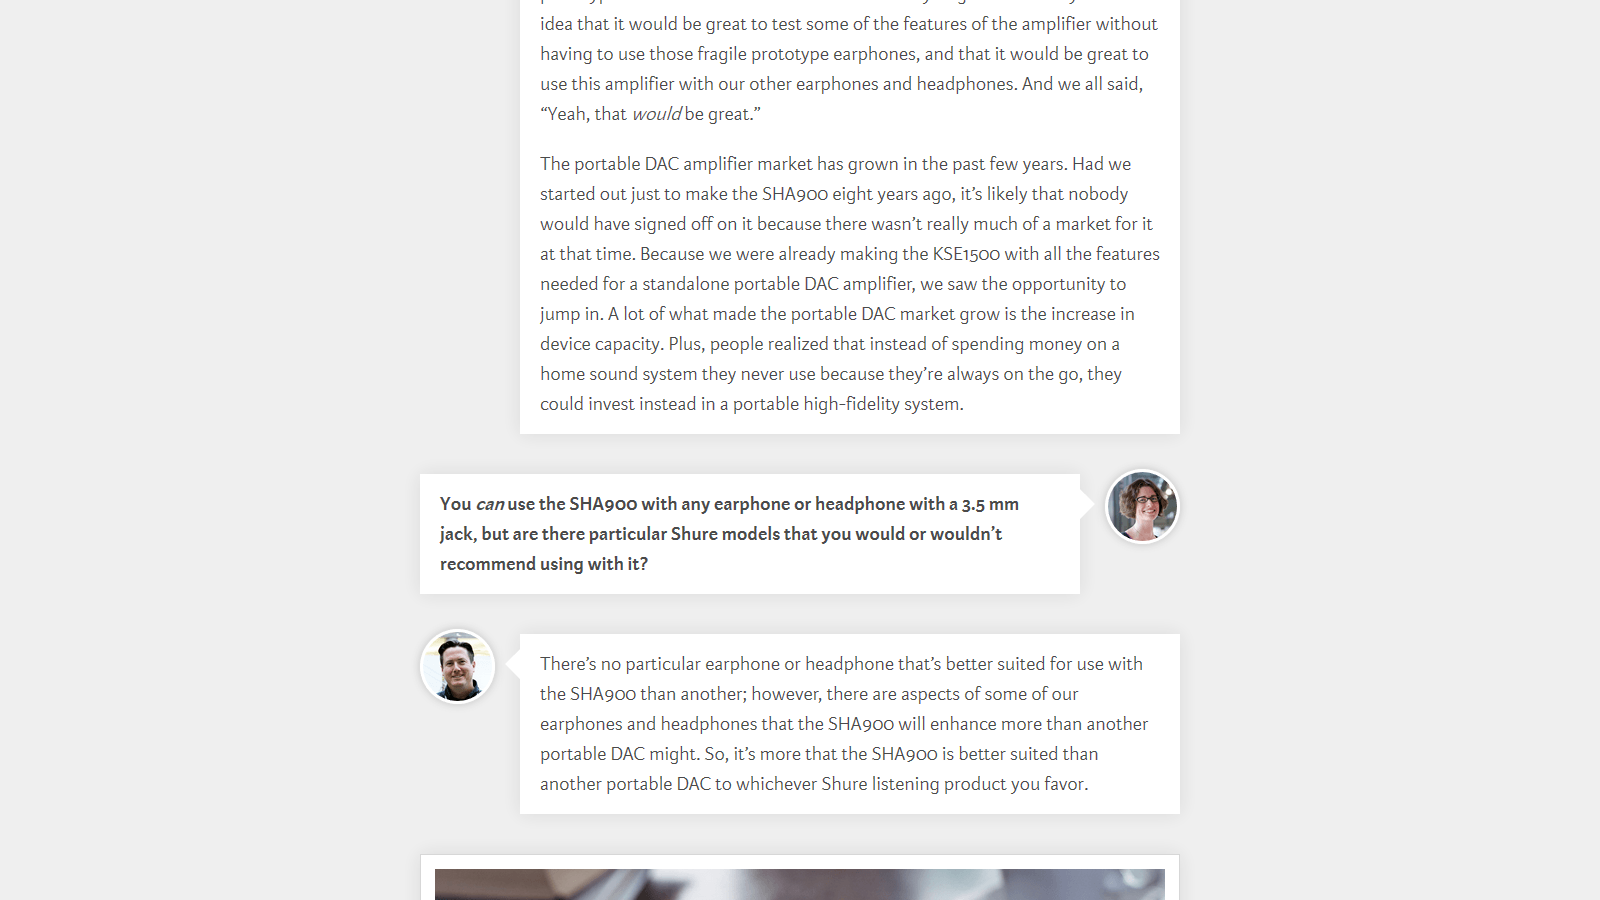 idea that it would be great to test some of the features of the amplifier without
having to use those fragile prototype earphones, and that it would be great to
use this amplifier with our other earphones and headphones. And we all said,
“Yeah, that would be great.”
The portable DAC amplifier market has grown in the past few years. Had we
started out just to make the SHA900 eight years ago, it’s likely that nobody
would have signed off on it because there wasn’t really much of a market for it
at that time. Because we were already making the KSE1500 with all the features
needed for a standalone portable DAC amplifier, we saw the opportunity to
jump in. A lot of what made the portable DAC market grow is the increase in
device capacity. Plus, people realized that instead of spending money on a
home sound system they never use because they’re always on the go, they
could invest instead in a portable high-fidelity system.
You can use the SHA900 with any earphone or headphone with a 3.5 mm
jack, but are there particular Shure models that you would or wouldn’t
recommend using with it?
There’s no particular earphone or headphone that’s better suited for use with
the SHA900 than another; however, there are aspects of some of our
earphones and headphones that the SHA900 will enhance more than another
portable DAC might. So, it’s more that the SHA900 is better suited than
another portable DAC to whichever Shure listening product you favor.